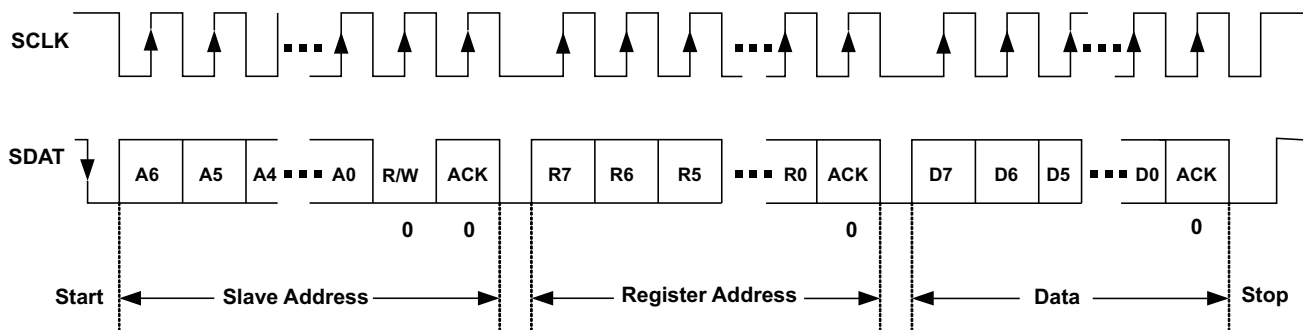 SCLK
SDAT
A6 A5 A4 A0 R/W ACK R7 R6 R5 R0 ACK D7 D6 D5 D0 ACK
0 0 0 0
Start Slave Address Register Address Data Stop